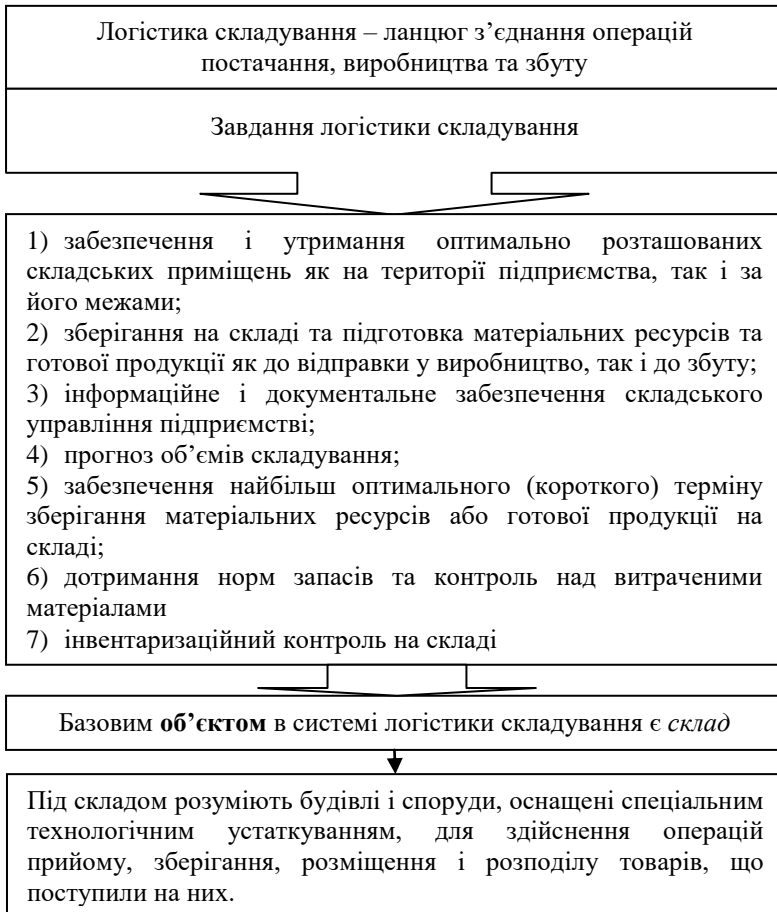 Логістика складування – ланцюг з’єднання операцій
постачання, виробництва та збуту
Завдання логістики складування
1) забезпечення і утримання оптимально розташованих
складських приміщень як на території підприємства, так і за
його межами;
2) зберігання на складі та підготовка матеріальних ресурсів та
готової продукції як до відправки у виробництво, так і до збуту;
3) інформаційне і документальне забезпечення складського
управління підприємстві;
4) прогноз об’ємів складування;
5) забезпечення найбільш оптимального (короткого) терміну
зберігання матеріальних ресурсів або готової продукції на
складі;
6) дотримання норм запасів та контроль над витраченими
матеріалами
7) інвентаризаційний контроль на складі
Базовим об’єктом в системі логістики складування є склад
Під складом розуміють будівлі і споруди, оснащені спеціальним
технологічним устаткуванням, для здійснення операцій
прийому, зберігання, розміщення і розподілу товарів, що
поступили на них.